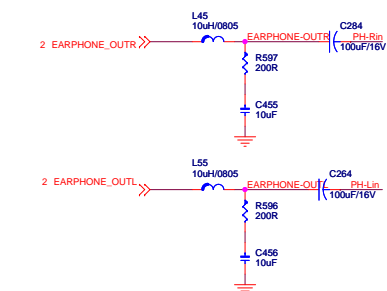 L45
10uH/0805
C284
2 EARPHONE_OUTR
EARPHONE-OUTR
PH-Rin
100uF/16V
R597
200R
C455
10uF
L55
10uH/0805
C264
2 EARPHONE_OUTL
EARPHONE-OUTL
PH-Lin
100uF/16V
R596
200R
C456
10uF